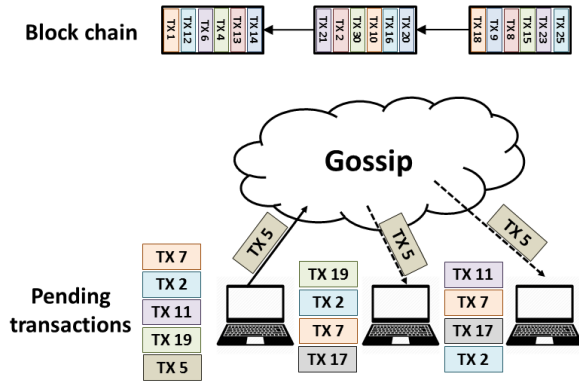 Block chain
TX 1
TX 12
TX 6
TX 4
TX 13
TX 14
TX 21
TX 2
TX 30
TX 10
TX 16
TX 20
TX 18
TX 9
TX 8
TX 15
TX 23
TX 25
Gossip
TX 5
TX 5
TX 5
Pending
transactions
TX 7
TX 2
TX 11
TX 19
TX 5
TX 19
TX 2
TX 7
TX 17
TX 11
TX 7
TX 17
TX 2